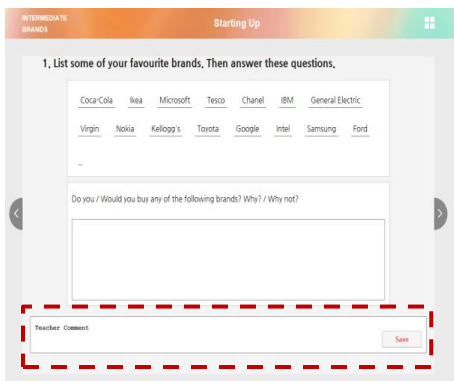 INTERMEDIATE
BRANDS
Starting Up
1. List some of your favourite brands. Then answer these questions.
Coca-Cola Ikea Microsoft Tesco Chanel IBM General Electric
Virgin Nokia Kellogg's Toyota Google Intel Samsung Ford
Do you / Would you buy any of the following brands? Why? / Why not?
Teacher Comment
Save